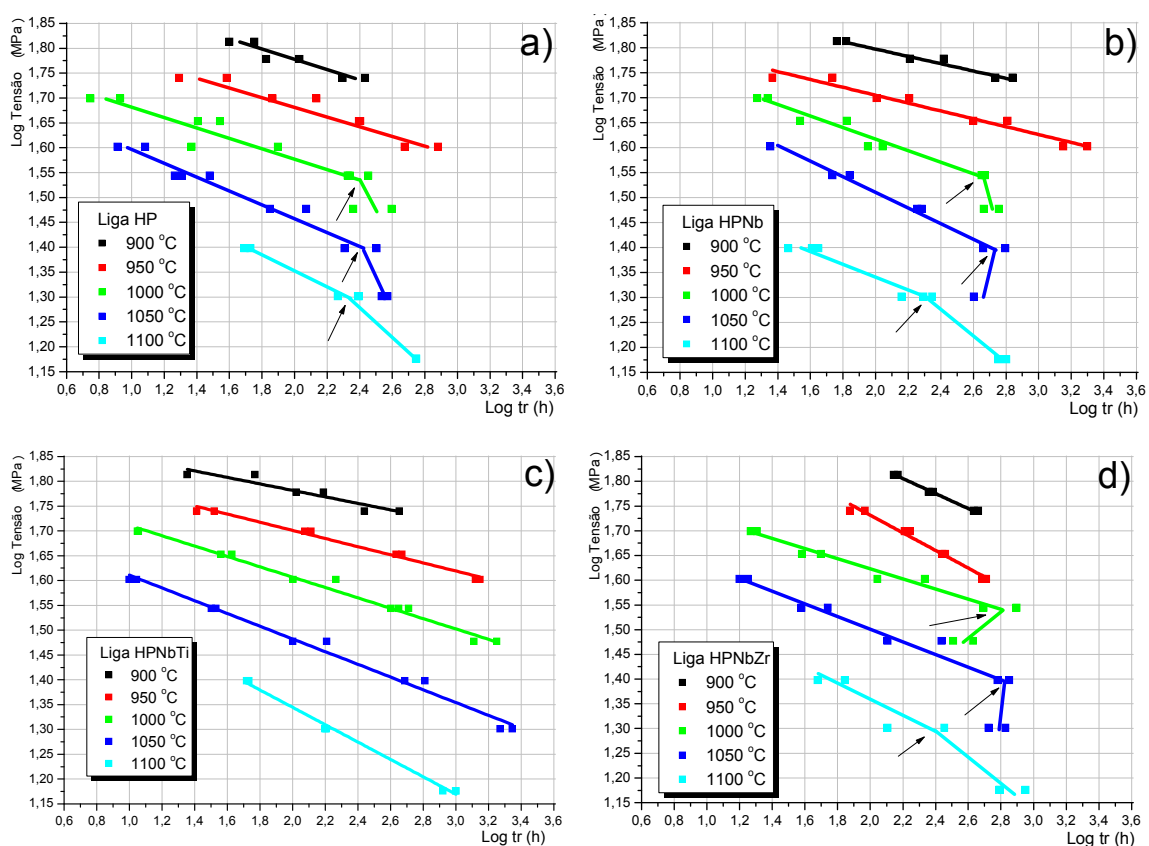 a)
Log Tensão (MPa)
1,85
1,80
1,75
1,70
1,65
1,60
1,55
1,50
1,45
1,40
1,35
1,30
1,25
1,20
1,15
Liga HP
900 °C
950 °C
1000 °C
1050 °C
1100 °C
0,6 0,8 1,0 1,2 1,4 1,6 1,8 2,0 2,2 2,4 2,6 2,8 3,0 3,2 3,4 3,6
Log tr (h)
b)
Log Tensão (MPa)
1,85
1,80
1,75
1,70
1,65
1,60
1,55
1,50
1,45
1,40
1,35
1,30
1,25
1,20
1,15
Liga HPNb
900 °C
950 °C
1000 °C
1050 °C
1100 °C
0,6 0,8 1,0 1,2 1,4 1,6 1,8 2,0 2,2 2,4 2,6 2,8 3,0 3,2 3,4 3,6
Log tr (h)
c)
Log Tensão (MPa)
1,85
1,80
1,75
1,70
1,65
1,60
1,55
1,50
1,45
1,40
1,35
1,30
1,25
1,20
1,15
Liga HPNbTi
900 °C
950 °C
1000 °C
1050 °C
1100 °C
0,6 0,8 1,0 1,2 1,4 1,6 1,8 2,0 2,2 2,4 2,6 2,8 3,0 3,2 3,4 3,6
Log tr (h)
d)
Log Tensão (MPa)
1,85
1,80
1,75
1,70
1,65
1,60
1,55
1,50
1,45
1,40
1,35
1,30
1,25
1,20
1,15
Liga HPNbZr
900 °C
950 °C
1000 °C
1050 °C
1100 °C
0,6 0,8 1,0 1,2 1,4 1,6 1,8 2,0 2,2 2,4 2,6 2,8 3,0 3,2 3,4 3,6
Log tr (h)